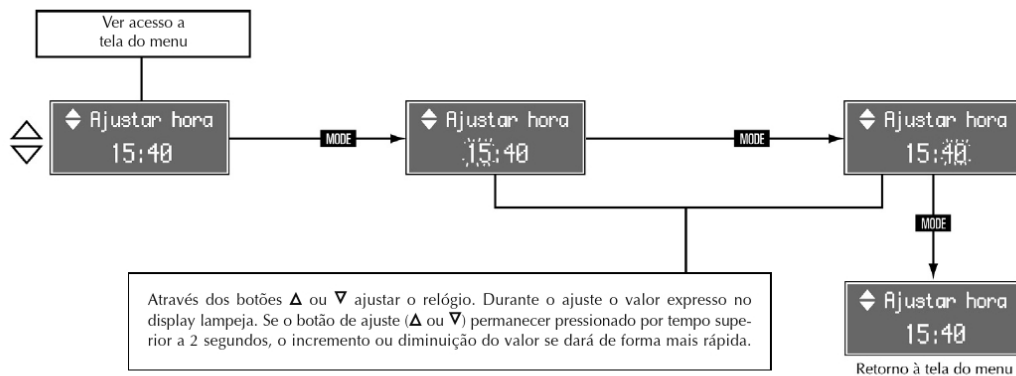 Ver acesso a
tela do menu
Ajustar hora
15:40
MODE
Ajustar hora
15:40
MODE
Ajustar hora
15:40
MODE
Através dos botões Δ ou ∇ ajustar o relógio. Durante o ajuste o valor expresso no
display lampeja. Se o botão de ajuste (Δ ou ∇) permanecer pressionado por tempo supe-
rior a 2 segundos, o incremento ou diminuição do valor se dará de forma mais rápida.
Ajustar hora
15:40
Retorno à tela do menu